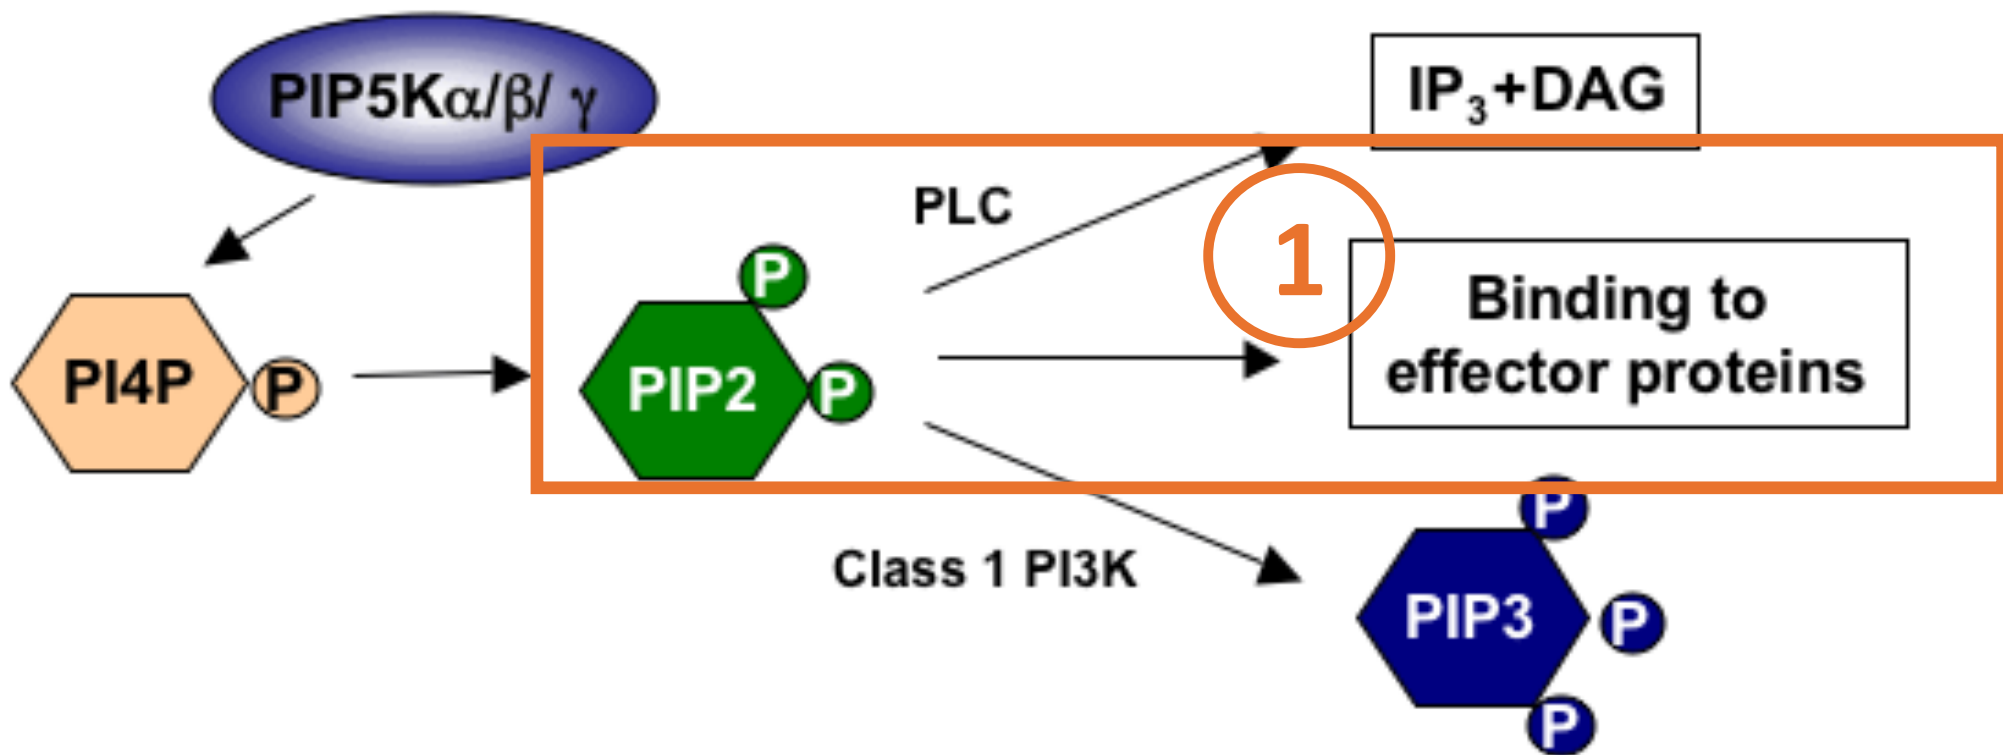 PIP5Kα/β/ γ
IP₃+DAG
PLC
1
P
Binding to
effector proteins
PI4P
P
PIP2
P
Class 1 PI3K
P
PIP3
P
P